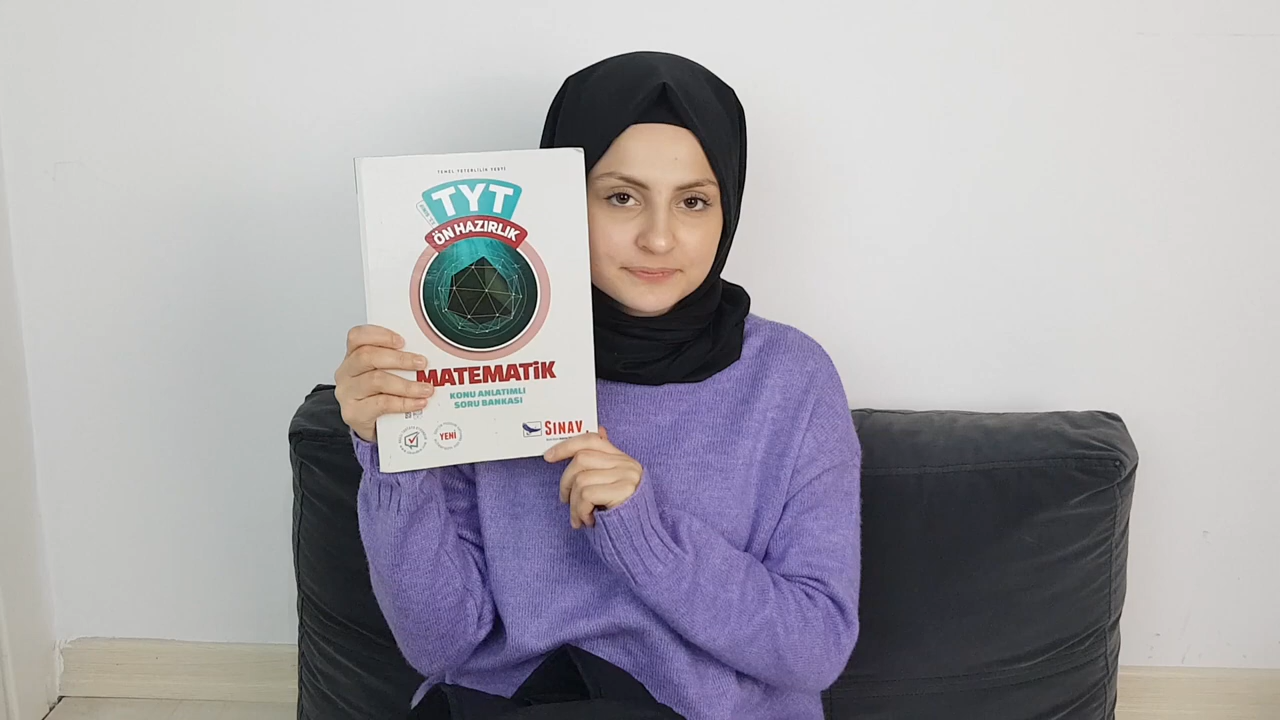 TEMEL YETERLİLİK TESTİ
TYT
ÖN HAZIRLIK
MATEMATİK
KONU ANLATIMLI
SORU BANKASI
YENİ
SINAV